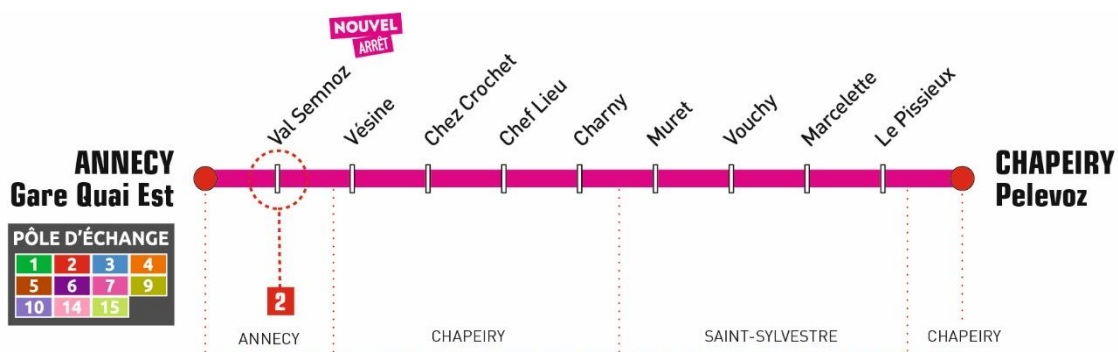 NOUVEL
ARRÊT
Val Semnoz
Vésine
Chez Crochet
Chef Lieu
Charny
Muret
Vouchy
Marcelette
Le Pissieux
ANNECY
Gare Quai Est
CHAPEIRY
Pelevoz
PÔLE D'ÉCHANGE
1 2 3 4
5 6 7 9
10 14 15
2
ANNECY
CHAPEIRY
SAINT-SYLVESTRE
CHAPEIRY